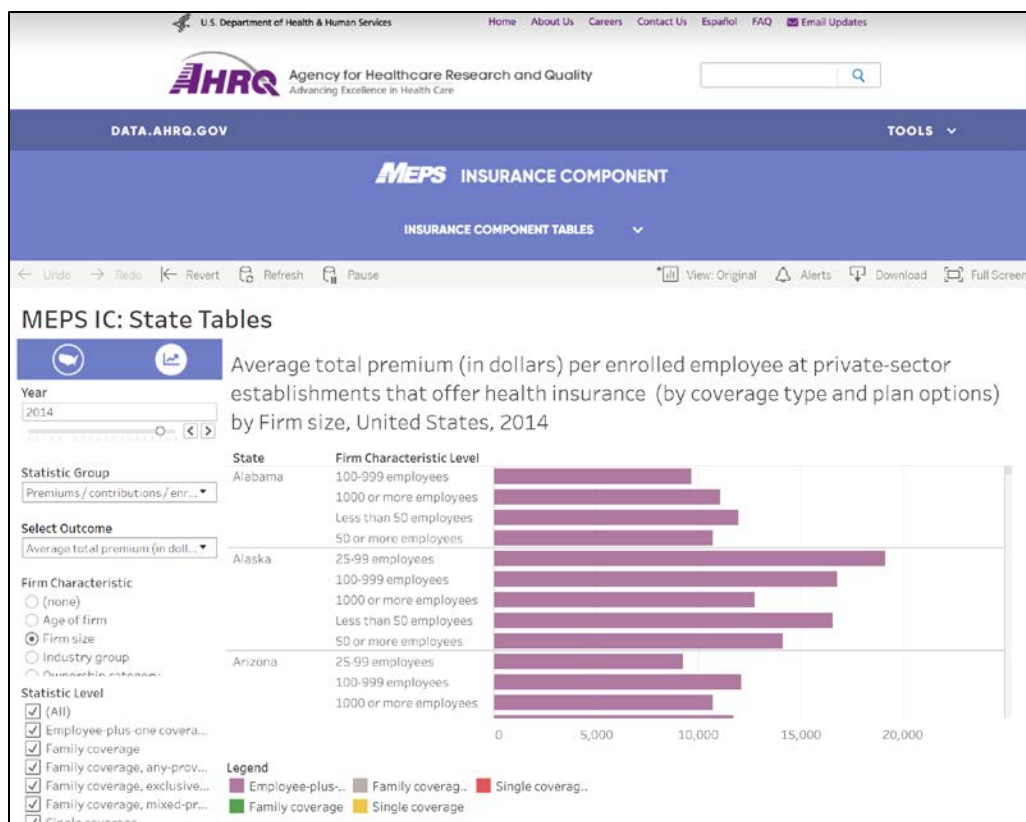 U.S. Department of Health & Human Services
Home About Us Careers Contact Us Español FAQ Email Updates
AHRQ
Agency for Healthcare Research and Quality
Advancing Excellence in Health Care
DATA.AHRQ.GOV
TOOLS
MEPS INSURANCE COMPONENT
INSURANCE COMPONENT TABLES
Undo Redo Revert Refresh Pause
View: Original Alerts Download Full Screen
MEPS IC: State Tables
Year
2014
Statistic Group
Premiums / contributions / enr...
Select Outcome
Average total premium (in doll...
Firm Characteristic
(none)
Age of firm
Firm size
Industry group
Ownership category
Statistic Level
(All)
Employee-plus-one covera...
Family coverage
Family coverage, any-prov...
Family coverage, exclusive...
Family coverage, mixed-pr...
Single coverage
Average total premium (in dollars) per enrolled employee at private-sector
establishments that offer health insurance (by coverage type and plan options)
by Firm size, United States, 2014
State Firm Characteristic Level
Alabama 100-999 employees
1000 or more employees
Less than 50 employees
50 or more employees
Alaska 25-99 employees
100-999 employees
1000 or more employees
Less than 50 employees
50 or more employees
Arizona 25-99 employees
100-999 employees
1000 or more employees
0 5,000 10,000 15,000 20,000
Legend
Employee-plus-.. Family coverag.. Single coverag..
Family coverage Single coverage